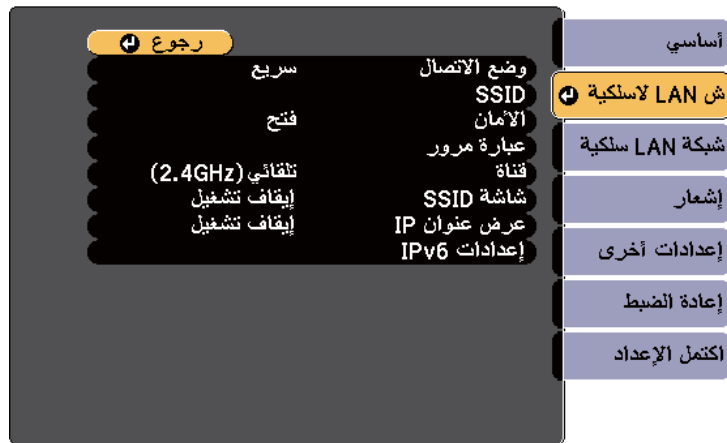 رجوع
وضع الاتصال سريع
SSID
الأمان فتح
عبارة مرور
قناة تلقائي (2.4GHz)
شاشة SSID إيقاف تشغيل
عرض عنوان IP إيقاف تشغيل
إعدادات IPv6
أساسي
ش LAN لاسلكية
شبكة LAN سلكية
إشعار
إعدادات أخرى
إعادة الضبط
اكتمل الإعداد